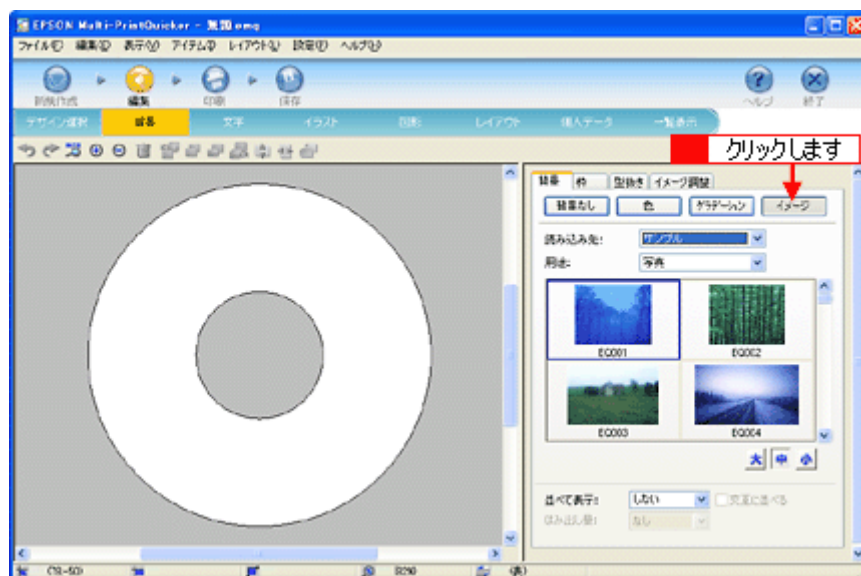 EPSON Multi-PrintQuicker - 無題.emq
ファイル(F) 編集(E) 表示(V) アイテム(I) レイアウト(L) 設定(T) ヘルプ(H)
新規作成 編集 印刷 保存 ヘルプ 終了
デザイン選択 背景 文字 イラスト 図形 レイアウト 個人データ 一覧表示
クリックします
背景 枠 型抜き イメージ調整
背景なし 色 グラデーション イメージ
読み込み先: サンプル
用途: 写真
EQ001 EQ002
EQ003 EQ004
大 中 小
並べて表示: しない 交互に並べる
はみ出し量: なし
(表)